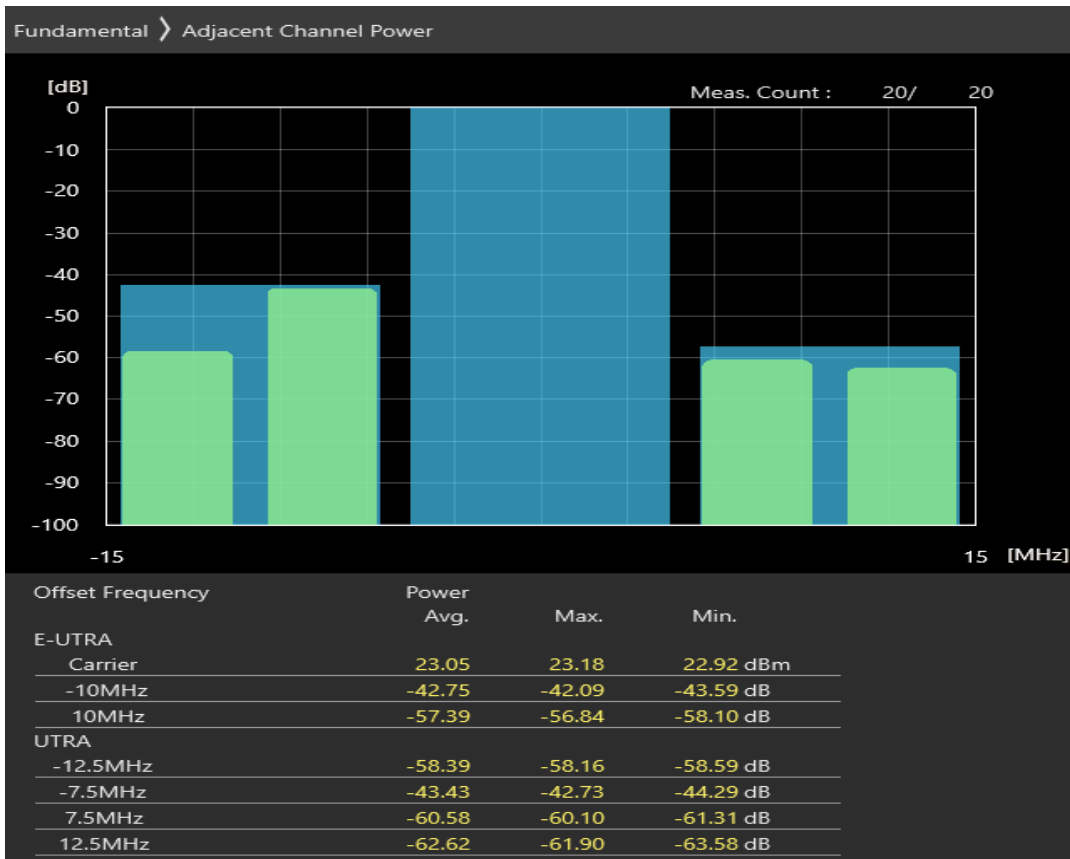 Fundamental 〉 Adjacent Channel Power
[dB]
Meas. Count : 20/ 20
0
-10
-20
-30
-40
-50
-60
-70
-80
-90
-100
-15 15 [MHz]
Offset Frequency Power
Avg. Max. Min.
E-UTRA
Carrier 23.05 23.18 22.92 dBm
-10MHz -42.75 -42.09 -43.59 dB
10MHz -57.39 -56.84 -58.10 dB
UTRA
-12.5MHz -58.39 -58.16 -58.59 dB
-7.5MHz -43.43 -42.73 -44.29 dB
7.5MHz -60.58 -60.10 -61.31 dB
12.5MHz -62.62 -61.90 -63.58 dB